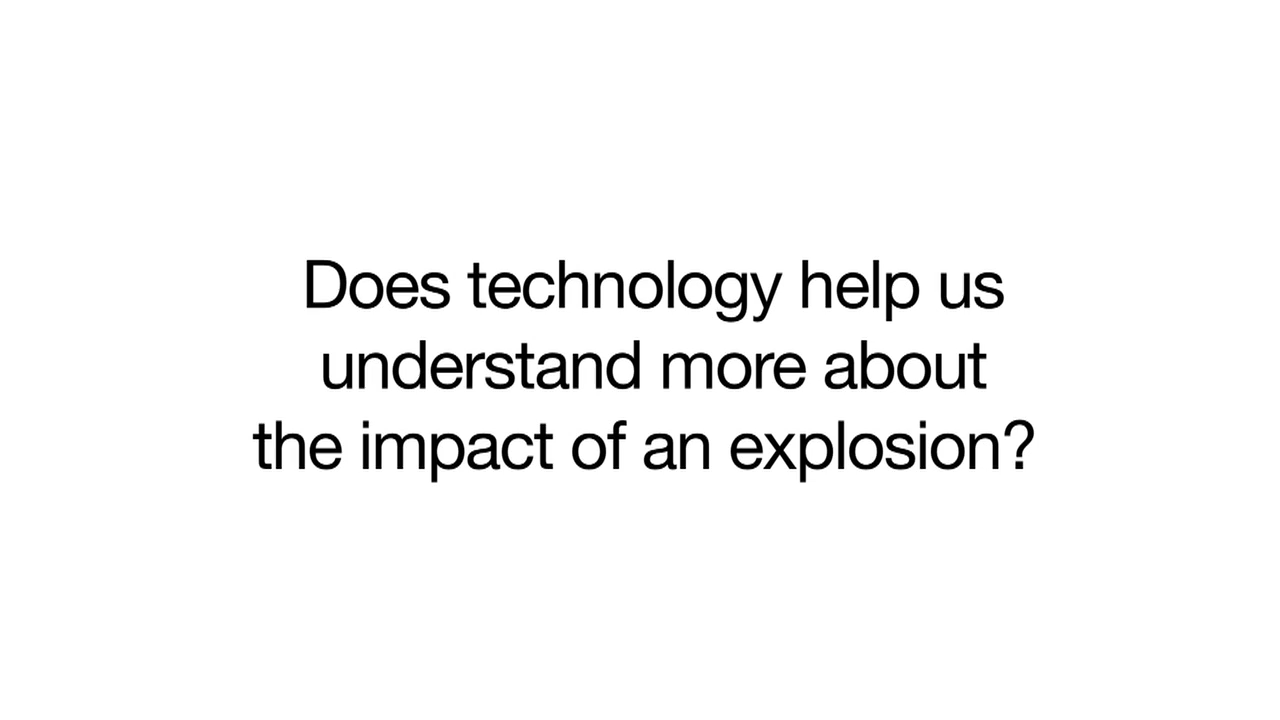 Does technology help us
understand more about
the impact of an explosion?